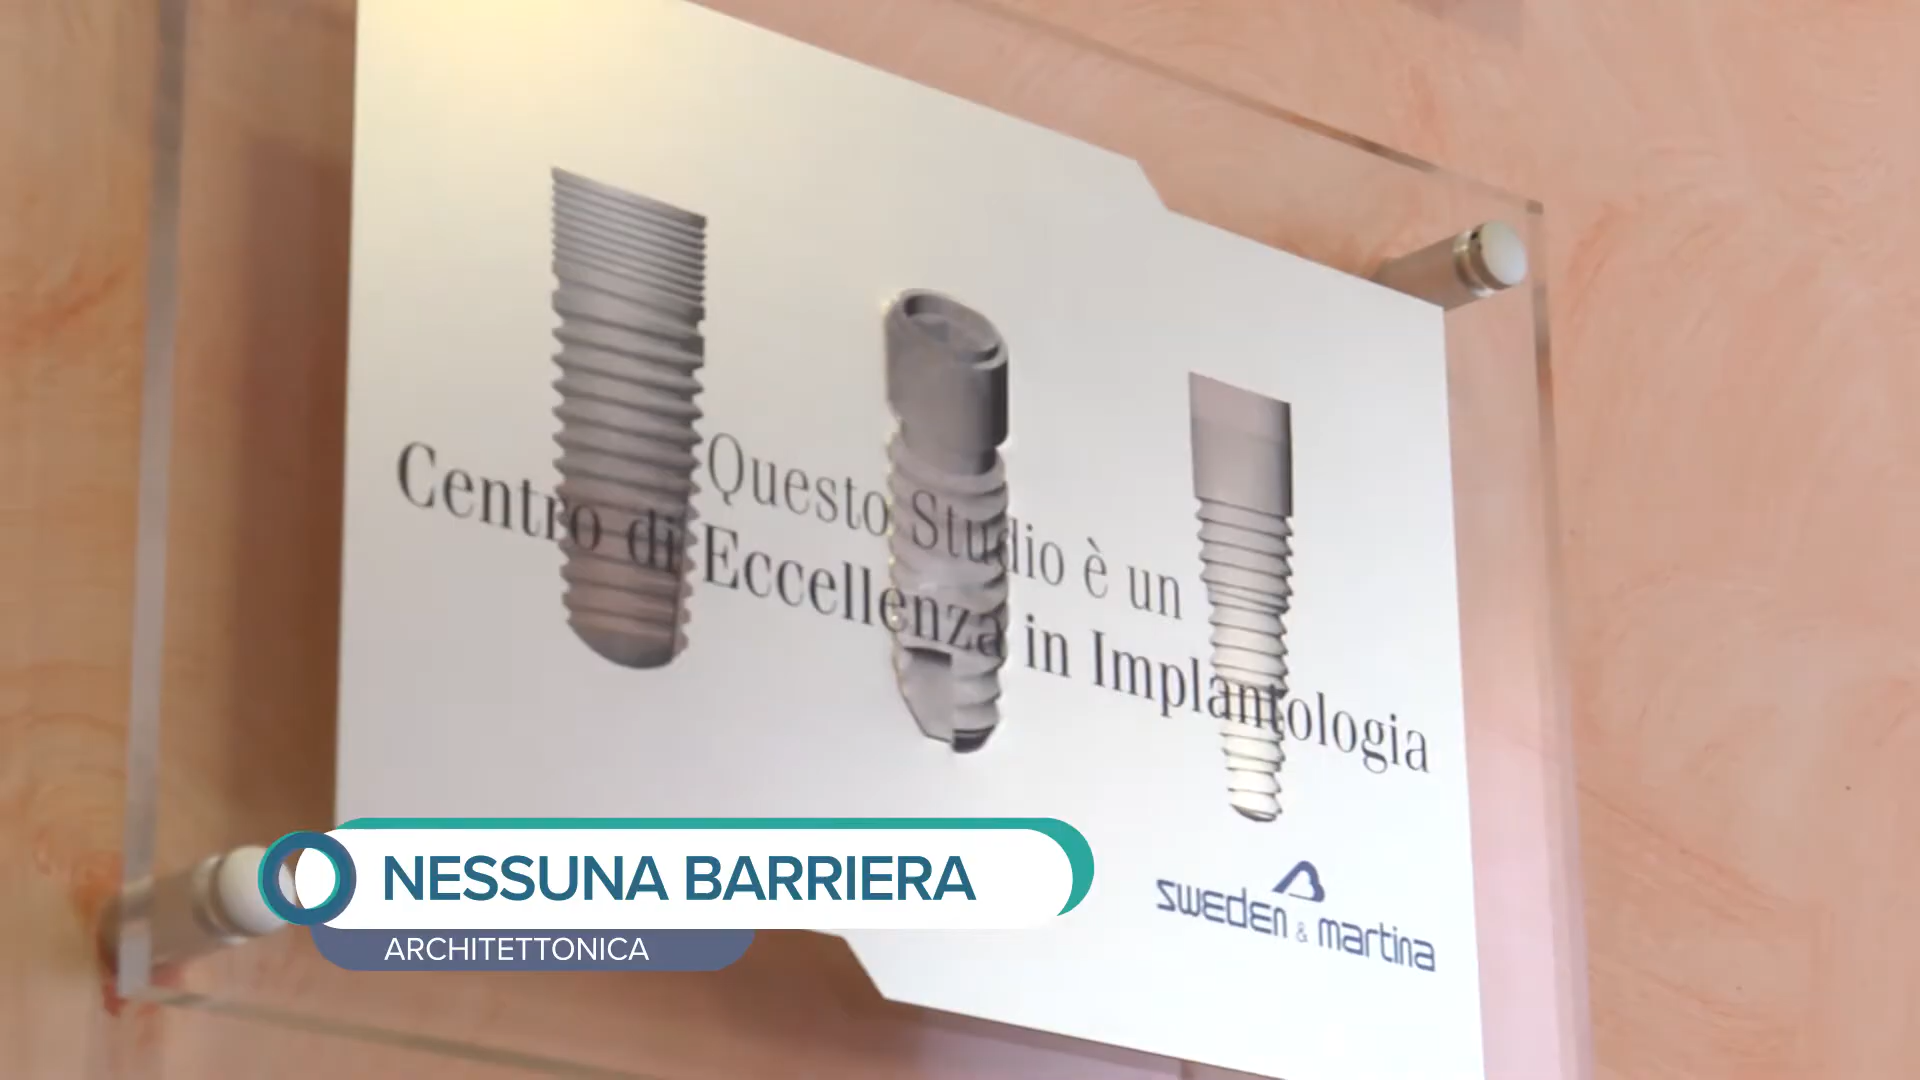 Questo Studio è un
Centro di Eccellenza in Implantologia
sweden & martina
NESSUNA BARRIERA
ARCHITETTONICA